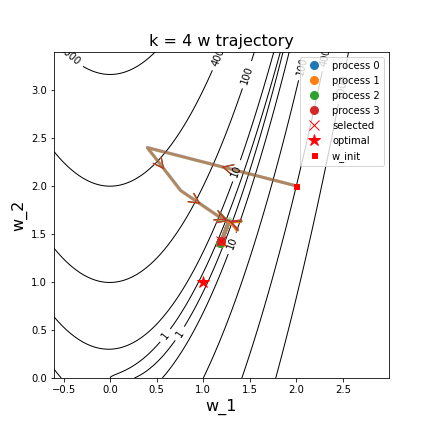 k = 4 w trajectory
400
100
100
10
10
1
1
process 0
process 1
process 2
process 3
selected
optimal
w_init
w_2
3.0
2.5
2.0
1.5
1.0
0.5
0.0
−0.5
0.0
0.5
1.0
1.5
2.0
2.5
w_1